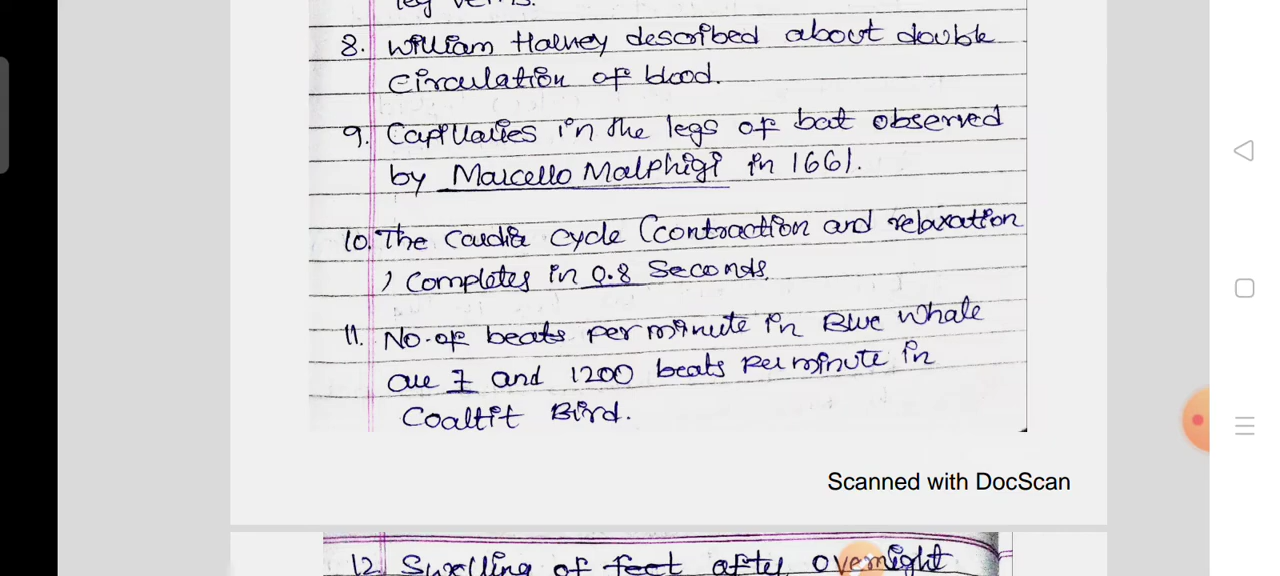 leg veins.
8. William Harvey described about double
circulation of blood.
9. Capillaries in the legs of bat observed
by Marcello Malphigi in 1661.
10. The Cardia cycle (contraction and relaxation
) Completes in 0.8 Seconds.
11. No. of beats per minute in Blue Whale
are 7 and 1200 beats per minute in
Coaltit Bird.
Scanned with DocScan
12. Swelling of feet after overnight